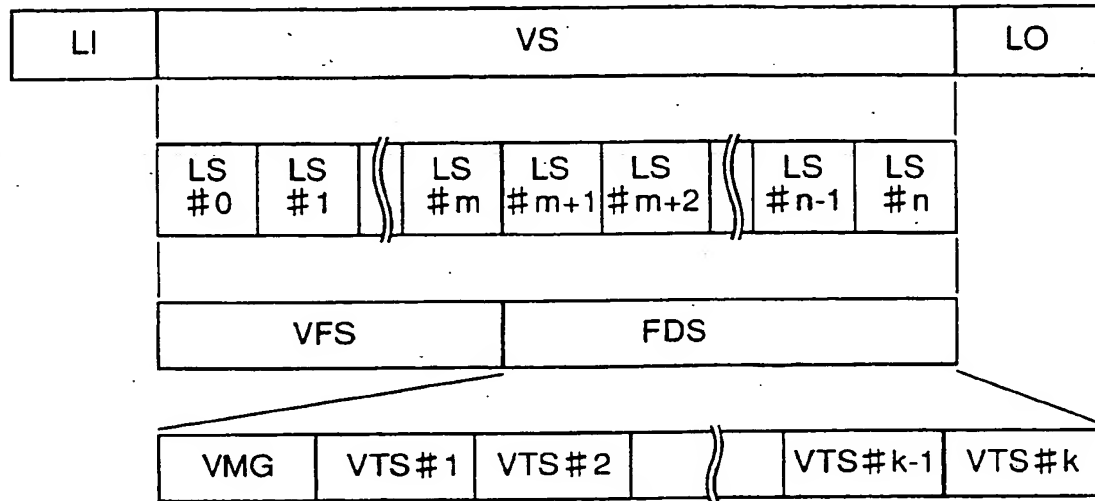 LI VS LO
LS #0 LS #1 LS #m LS #m+1 LS #m+2 LS #n-1 LS #n
VFS FDS
VMG VTS#1 VTS#2 VTS#k-1 VTS#k